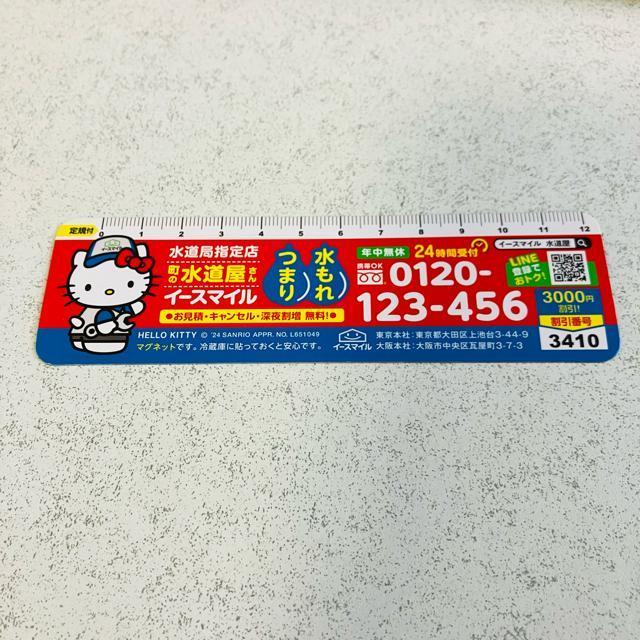 定規付
0 1 2 3 4 5 6 7 8 9 10 11 12
イースマイル
水道局指定店
町の水道屋さん
イースマイル
水もれ
つまり
●お見積・キャンセル・深夜割増 無料!●
年中無休 24時間受付
携帯OK
0120-
123-456
イースマイル 水道屋
LINE
登録で
おトク!
3000円
割引!
割引番号
3410
HELLO KITTY © '24 SANRIO APPR. NO. L651049
マグネットです。冷蔵庫に貼っておくと安心です。
イースマイル
東京本社:東京都大田区上池台3-44-9
大阪本社:大阪市中央区瓦屋町3-7-3